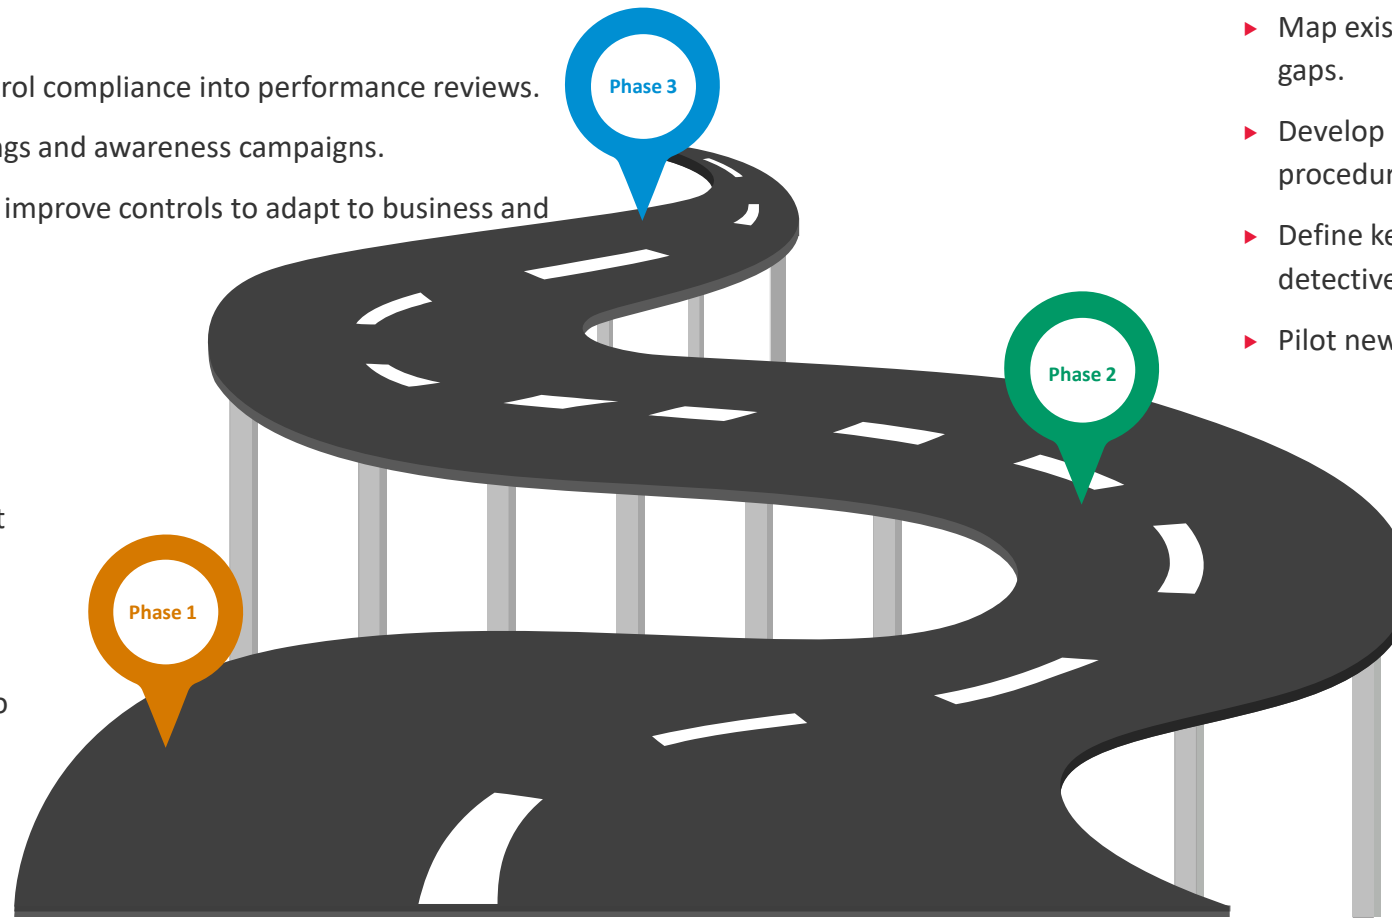 Phase 3
rol compliance into performance reviews.
gs and awareness campaigns.
improve controls to adapt to business and
Map exis
gaps.
Develop
procedur
Define ke
detective
Pilot new
Phase 2
t
Phase 1